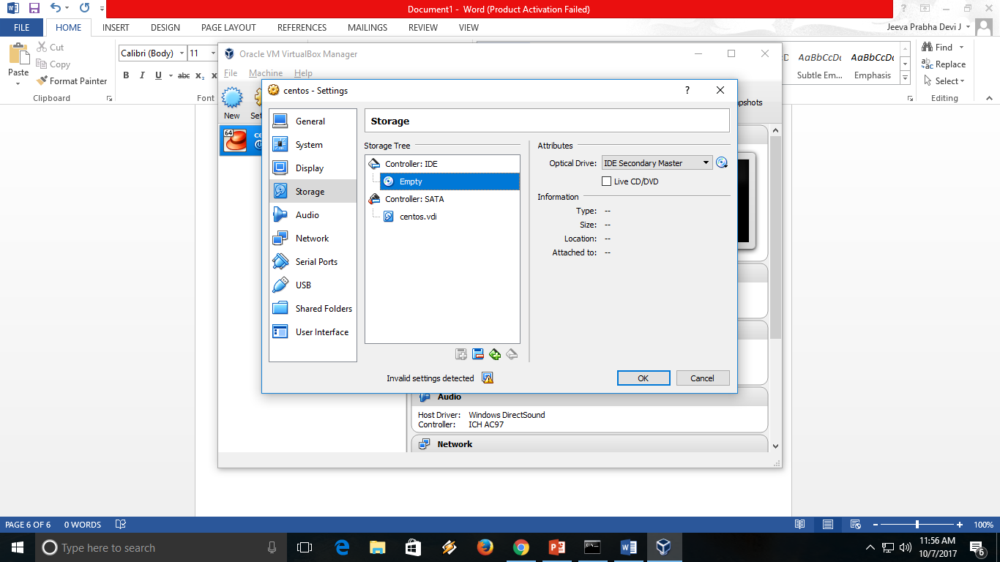 Document1 - Word (Product Activation Failed)
FILE HOME INSERT DESIGN PAGE LAYOUT REFERENCES MAILINGS REVIEW VIEW Jeeva Prabha Devi J
Paste
Cut
Copy
Format Painter
Clipboard
Calibri (Body) 11
B I U abc x₂
Font
AaBbCcDc AaBbCcDc
Subtle Em... Emphasis
Find
Replace
Select
Editing
Oracle VM VirtualBox Manager
File Machine Help
New
64
centos - Settings
?
General
System
Display
Storage
Audio
Network
Serial Ports
USB
Shared Folders
User Interface
Storage
Storage Tree
Controller: IDE
Empty
Controller: SATA
centos.vdi
Attributes
Optical Drive: IDE Secondary Master
Live CD/DVD
Information
Type: --
Size: --
Location: --
Attached to: --
Invalid settings detected
OK Cancel
Audio
Host Driver: Windows DirectSound
Controller: ICH AC97
Network
PAGE 6 OF 6 0 WORDS 100%
Type here to search
11:56 AM
10/7/2017
6